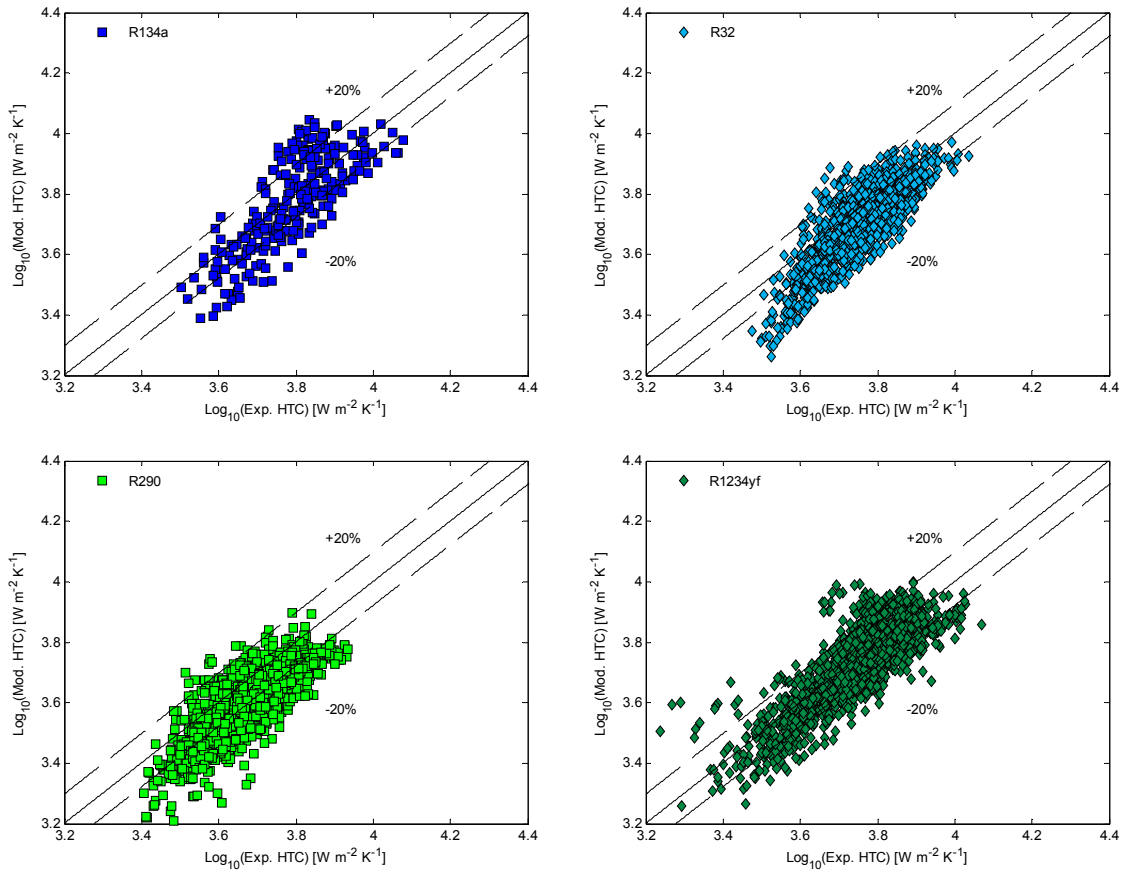 R134a
+20%
-20%
4.4
4.2
4
3.8
3.6
3.4
3.2
3.2 3.4 3.6 3.8 4 4.2 4.4
Log10(Mod. HTC) [W m-2 K-1]
Log10(Exp. HTC) [W m-2 K-1]
R32
+20%
-20%
4.4
4.2
4
3.8
3.6
3.4
3.2
3.2 3.4 3.6 3.8 4 4.2 4.4
Log10(Mod. HTC) [W m-2 K-1]
Log10(Exp. HTC) [W m-2 K-1]
R290
+20%
-20%
4.4
4.2
4
3.8
3.6
3.4
3.2
3.2 3.4 3.6 3.8 4 4.2 4.4
Log10(Mod. HTC) [W m-2 K-1]
Log10(Exp. HTC) [W m-2 K-1]
R1234yf
+20%
-20%
4.4
4.2
4
3.8
3.6
3.4
3.2
3.2 3.4 3.6 3.8 4 4.2 4.4
Log10(Mod. HTC) [W m-2 K-1]
Log10(Exp. HTC) [W m-2 K-1]